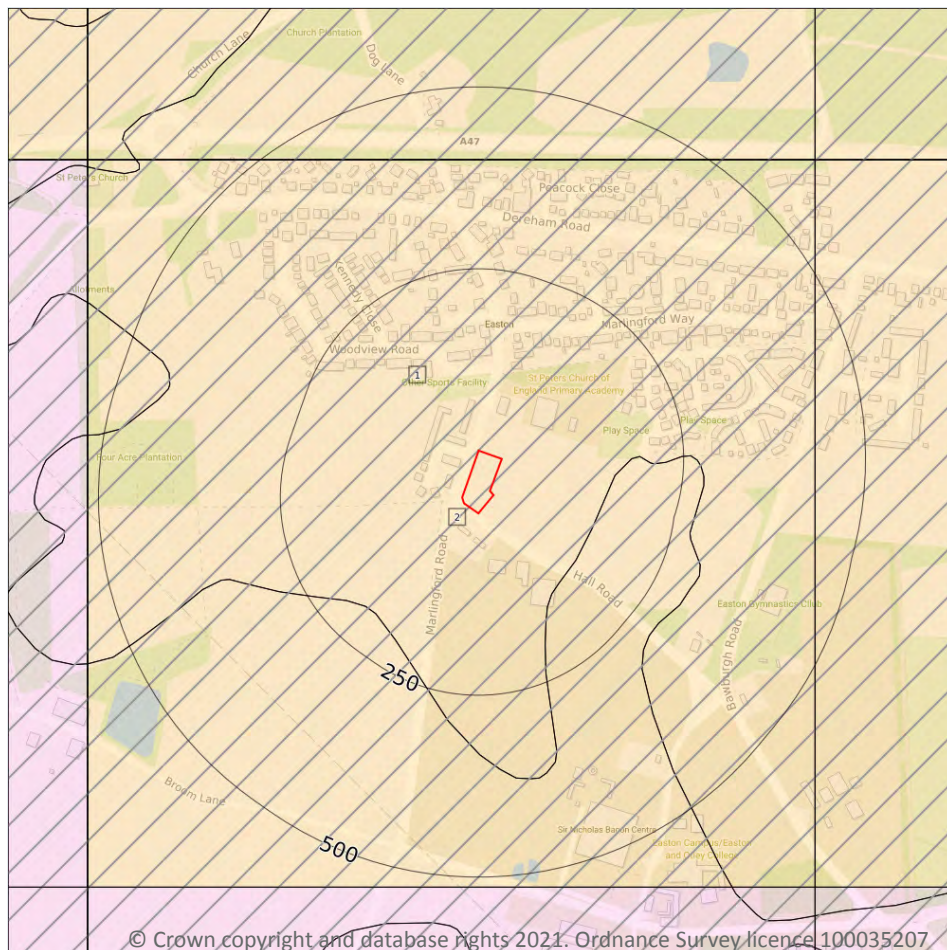 Church Plantation
Church Lane
Dog Lane
A47
St Peters Church
Peacock Close
Dereham Road
Kennedy Close
Allotments
Easton
Marlingford Way
Woodview Road
1
Other Sports Facility
St Peters Church of
England Primary Academy
Play Space
Play Space
Four Acre Plantation
2
Marlingford Road
Hall Road
Easton Gymnastics Club
Bawburgh Road
250
Broom Lane
500
Sir Nicholas Bacon Centre
Easton Campus/Easton
and Otley College
© Crown copyright and database rights 2021. Ordnance Survey licence 100035207